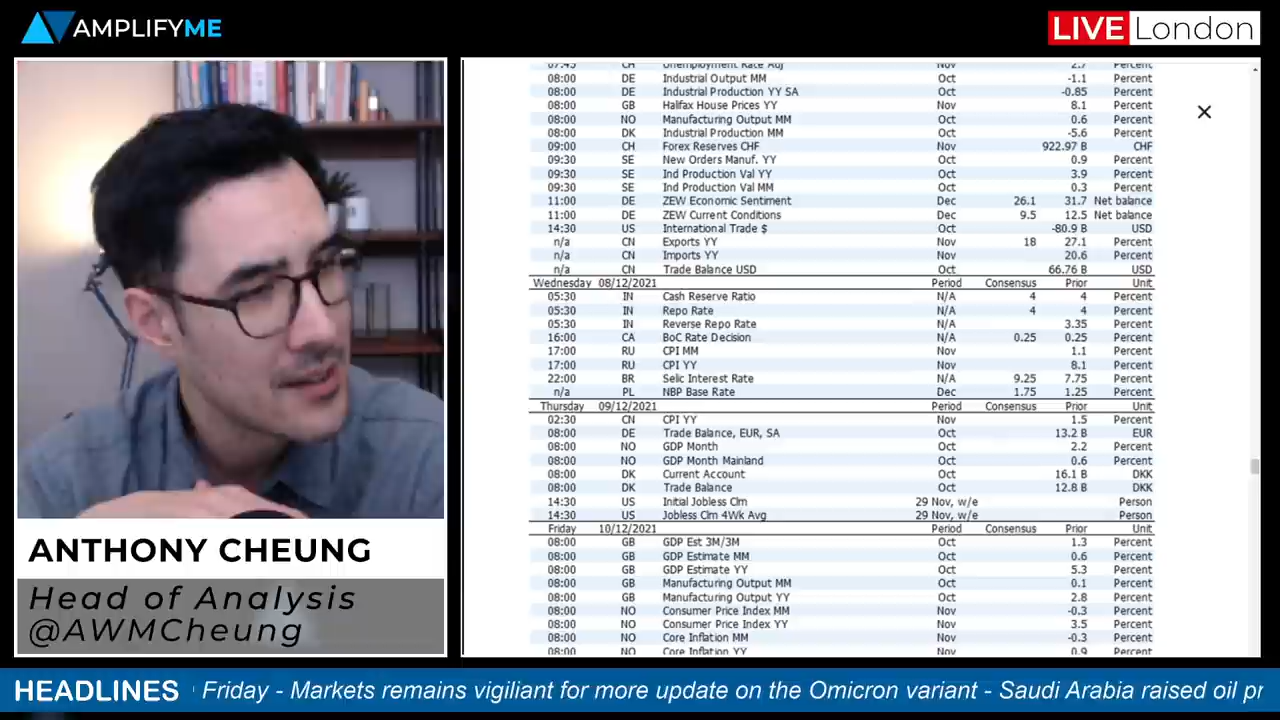 AMPLIFYME
LIVE London
07:45 CH Unemployment Rate Adj Nov 2.7 Percent
08:00 DE Industrial Output MM Oct -1.1 Percent
08:00 DE Industrial Production YY SA Oct -0.85 Percent
08:00 GB Halifax House Prices YY Nov 8.1 Percent
08:00 NO Manufacturing Output MM Oct 0.6 Percent
08:00 DK Industrial Production MM Oct -5.6 Percent
09:00 CH Forex Reserves CHF Nov 922.97 B CHF
09:30 SE New Orders Manuf. YY Oct 0.9 Percent
09:30 SE Ind Production Val YY Oct 3.9 Percent
09:30 SE Ind Production Val MM Oct 0.3 Percent
11:00 DE ZEW Economic Sentiment Dec 26.1 31.7 Net balance
11:00 DE ZEW Current Conditions Dec 9.5 12.5 Net balance
14:30 US International Trade $ Oct -80.9 B USD
n/a CN Exports YY Nov 18 27.1 Percent
n/a CN Imports YY Nov 20.6 Percent
n/a CN Trade Balance USD Oct 66.76 B USD
Wednesday 08/12/2021 Period Consensus Prior Unit
05:30 IN Cash Reserve Ratio N/A 4 4 Percent
05:30 IN Repo Rate N/A 4 4 Percent
05:30 IN Reverse Repo Rate N/A 3.35 Percent
16:00 CA BoC Rate Decision N/A 0.25 0.25 Percent
17:00 RU CPI MM Nov 1.1 Percent
17:00 RU CPI YY Nov 8.1 Percent
22:00 BR Selic Interest Rate N/A 9.25 7.75 Percent
n/a PL NBP Base Rate Dec 1.75 1.25 Percent
Thursday 09/12/2021 Period Consensus Prior Unit
02:30 CN CPI YY Nov 1.5 Percent
08:00 DE Trade Balance, EUR, SA Oct 13.2 B EUR
08:00 NO GDP Month Oct 2.2 Percent
08:00 NO GDP Month Mainland Oct 0.6 Percent
08:00 DK Current Account Oct 16.1 B DKK
08:00 DK Trade Balance Oct 12.8 B DKK
14:30 US Initial Jobless Clm 29 Nov, w/e Person
14:30 US Jobless Clm 4Wk Avg 29 Nov, w/e Person
Friday 10/12/2021 Period Consensus Prior Unit
08:00 GB GDP Est 3M/3M Oct 1.3 Percent
08:00 GB GDP Estimate MM Oct 0.6 Percent
08:00 GB GDP Estimate YY Oct 5.3 Percent
08:00 GB Manufacturing Output MM Oct 0.1 Percent
08:00 GB Manufacturing Output YY Oct 2.8 Percent
08:00 NO Consumer Price Index MM Nov -0.3 Percent
08:00 NO Consumer Price Index YY Nov 3.5 Percent
08:00 NO Core Inflation MM Nov -0.3 Percent
08:00 NO Core Inflation YY Nov 0.9 Percent
ANTHONY CHEUNG
Head of Analysis
@AWMCheung
HEADLINES Friday - Markets remains vigiliant for more update on the Omicron variant - Saudi Arabia raised oil pr